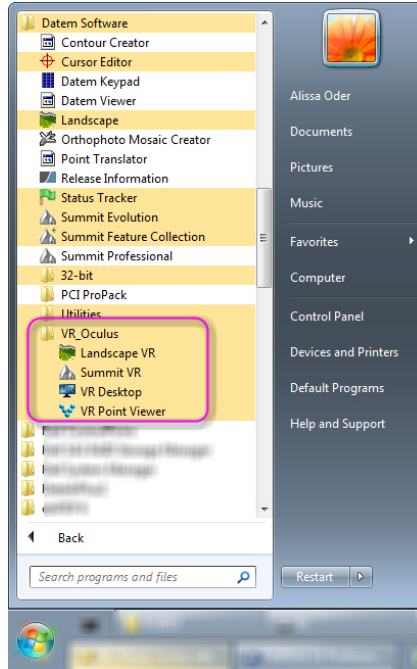 Datem Software
Contour Creator
Cursor Editor
Datem Keypad
Datem Viewer
Landscape
Orthophoto Mosaic Creator
Point Translator
Release Information
Status Tracker
Summit Evolution
Summit Feature Collection
Summit Professional
32-bit
PCI ProPack
Utilities
VR_Oculus
Landscape VR
Summit VR
VR Desktop
VR Point Viewer
Back
Search programs and files
Alissa Oder
Documents
Pictures
Music
Favorites
Computer
Control Panel
Devices and Printers
Default Programs
Help and Support
Restart